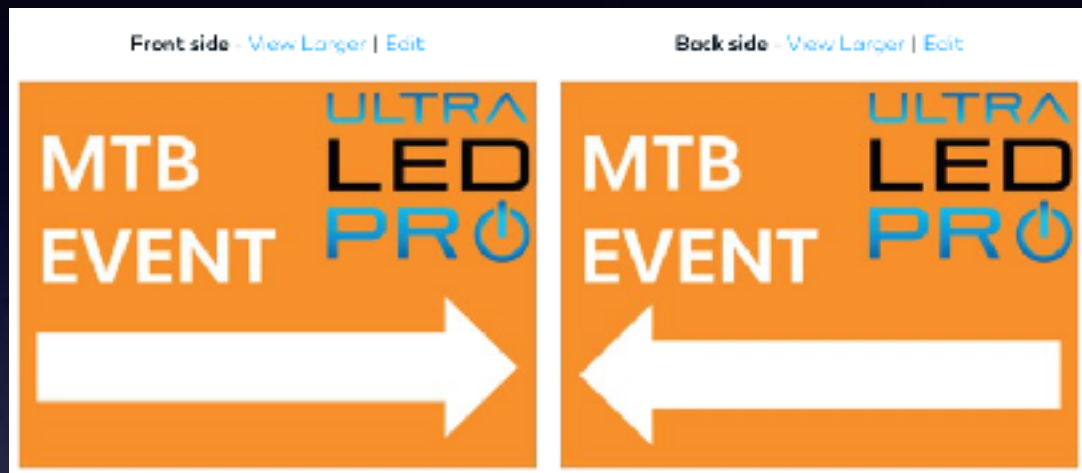 Front side - View Larger | Edit
MTB
EVENT
ULTRA
LED
PRO
Back side - View Larger | Edit
MTB
EVENT
ULTRA
LED
PRO